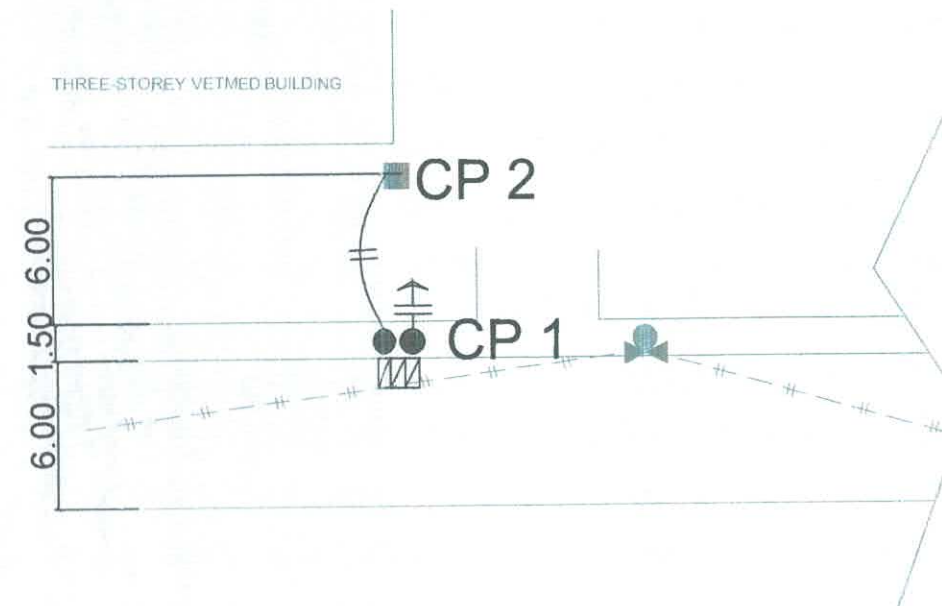 THREE-STOREY VETMED BUILDING
CP 2
6.00
1.50
CP 1
6.00